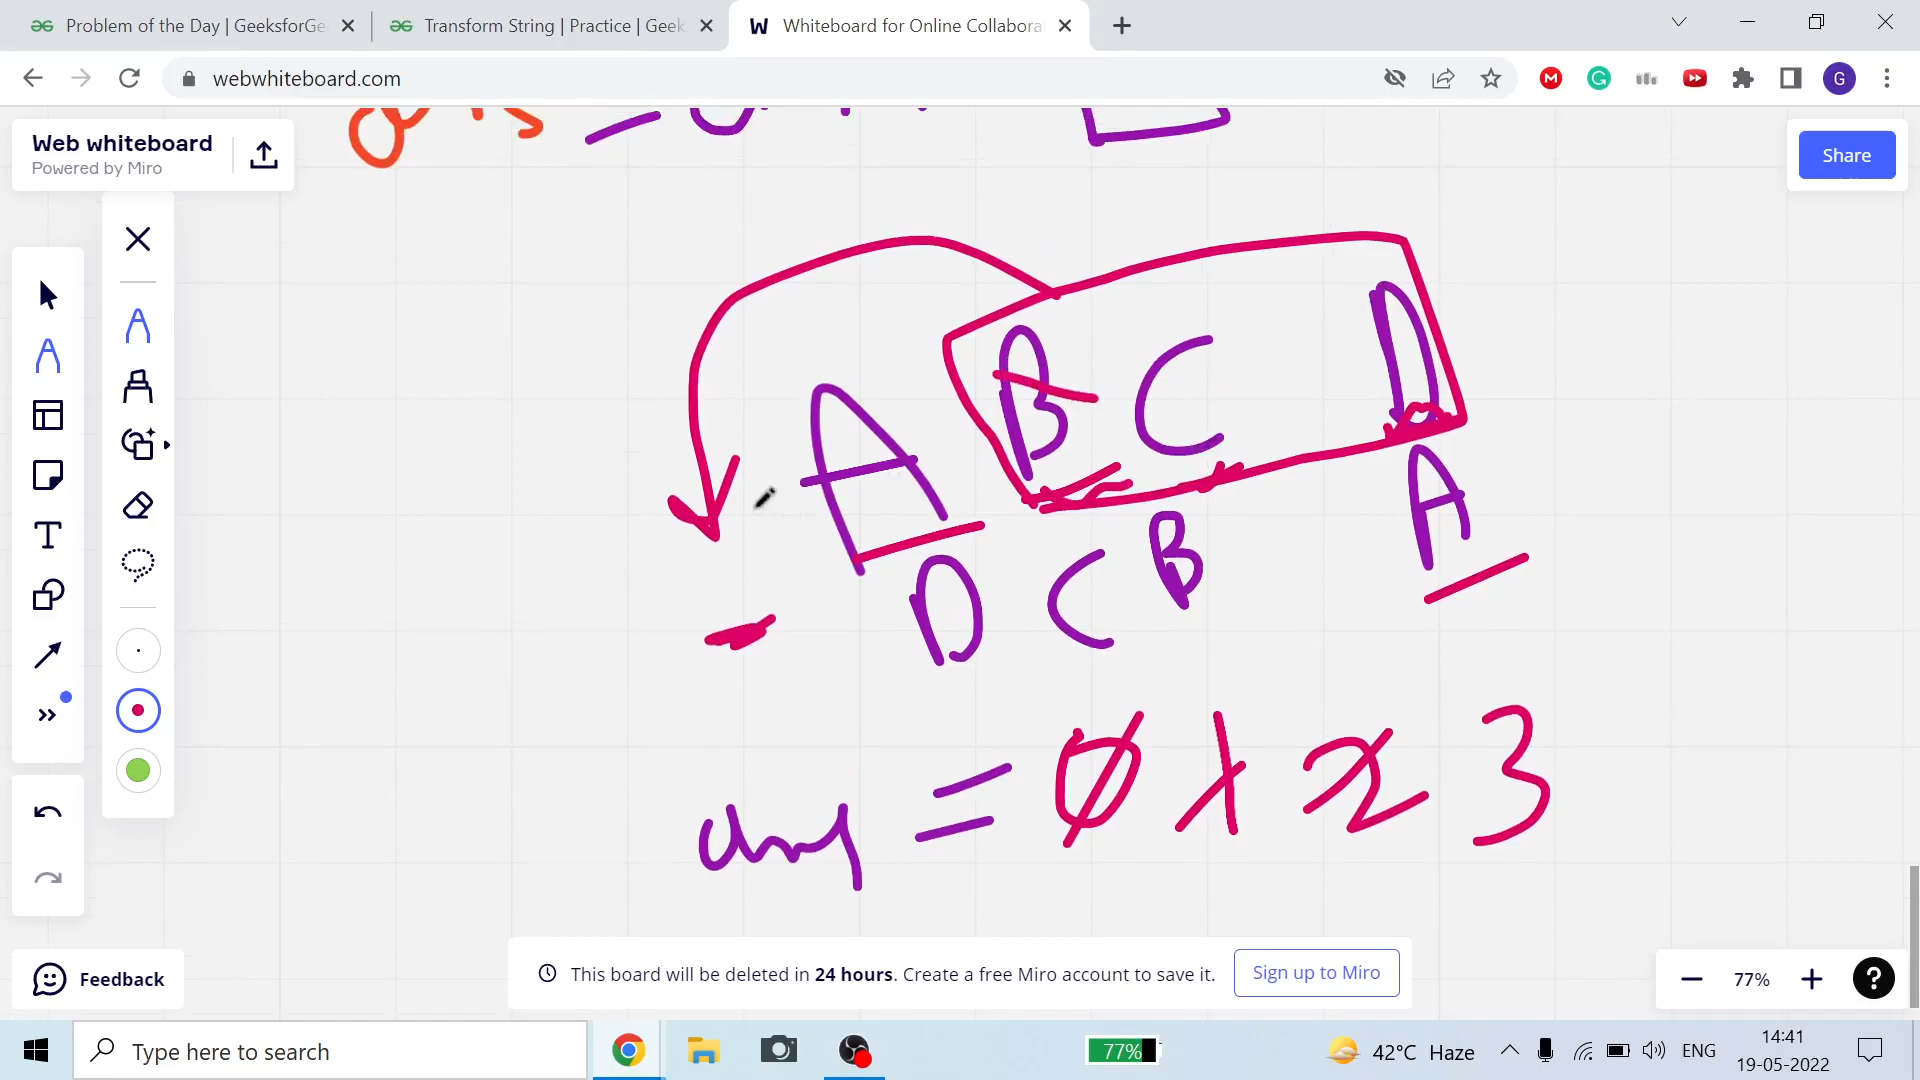 Problem of the Day | GeeksforGe
Transform String | Practice | Geek
Whiteboard for Online Collabora
webwhiteboard.com
G
Web whiteboard
Powered by Miro
Share
A B C D
D C B A
ans = 0 1 2 3
Feedback
This board will be deleted in 24 hours. Create a free Miro account to save it.
Sign up to Miro
77%
?
Type here to search
77%
42°C Haze
ENG
14:41
19-05-2022